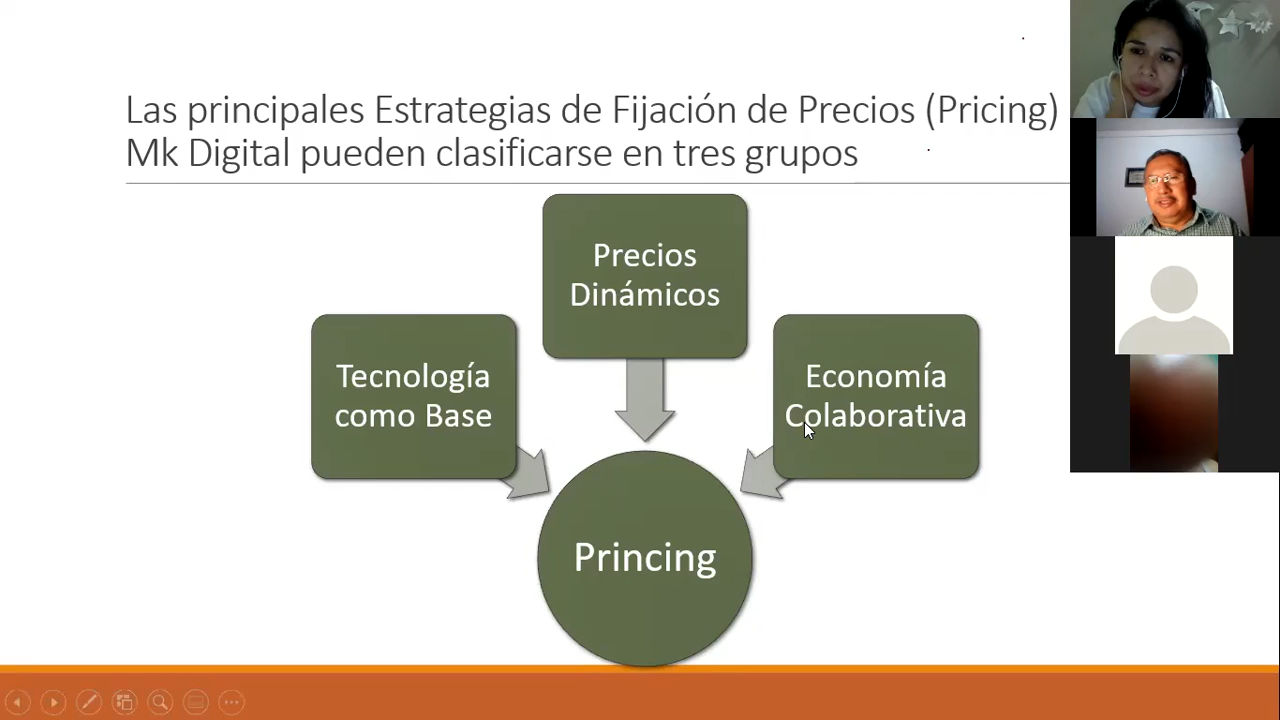 Las principales Estrategias de Fijación de Precios (Pricing)
Mk Digital pueden clasificarse en tres grupos
Precios
Dinámicos
Tecnología
como Base
Economía
Colaborativa
Princing